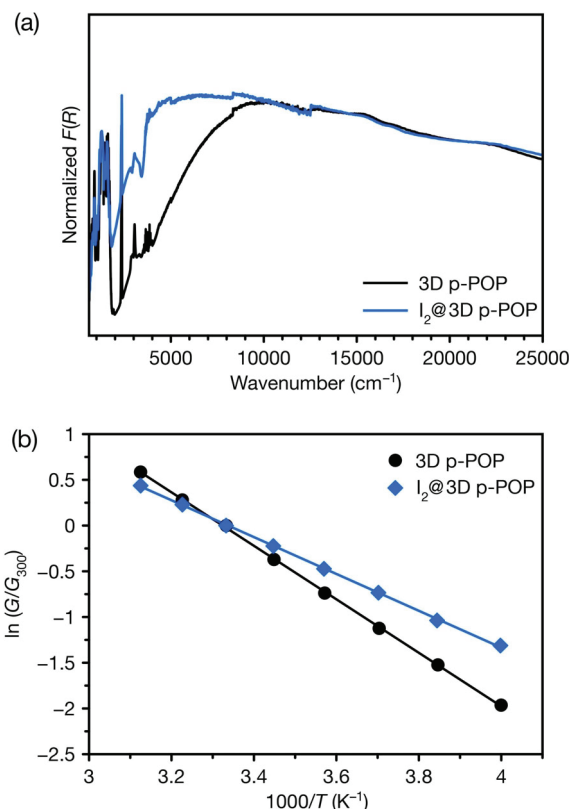 (a)
Normalized F(R)
3D p-POP
I₂@3D p-POP
5000 10000 15000 20000 25000
Wavenumber (cm⁻¹)
(b)
ln (G/G₃₀₀)
1
0.5
0
−0.5
−1
−1.5
−2
−2.5
3D p-POP
I₂@3D p-POP
3 3.2 3.4 3.6 3.8 4
1000/T (K⁻¹)